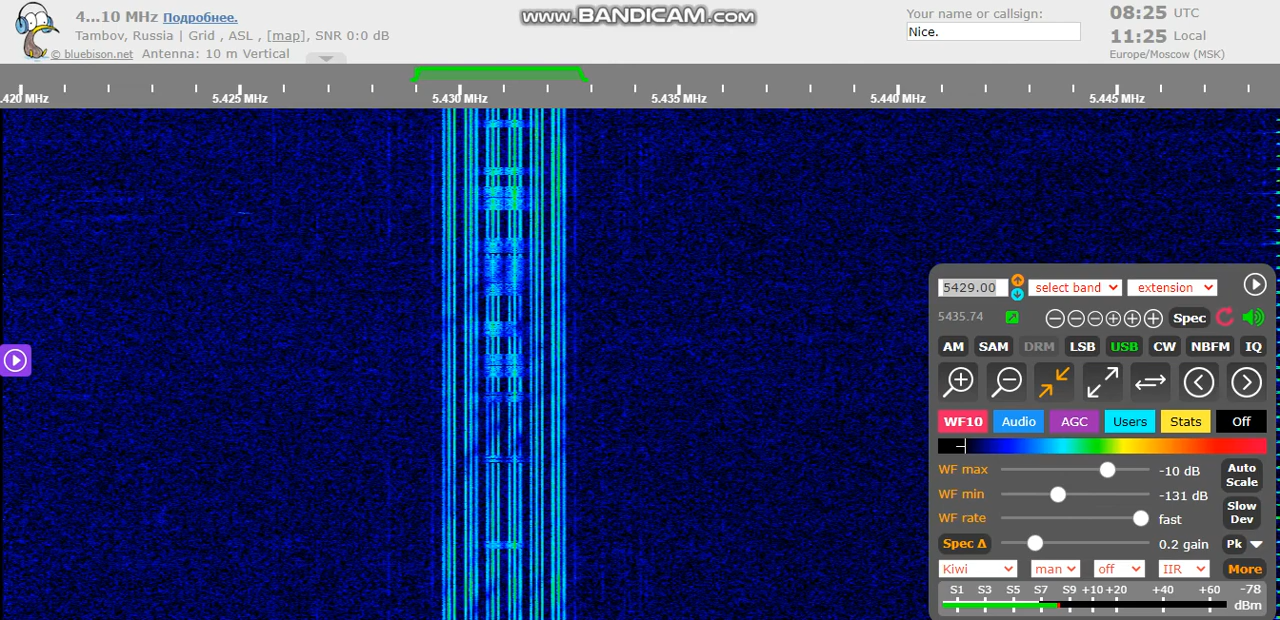 www.BANDICAM.com
4...10 MHz Подробнее.
Tambov, Russia | Grid , ASL , [map], SNR 0:0 dB
© bluebison.net Antenna: 10 m Vertical
Your name or callsign:
Nice.
08:25 UTC
11:25 Local
Europe/Moscow (MSK)
.420 MHz 5.425 MHz 5.430 MHz 5.435 MHz 5.440 MHz 5.445 MHz
5429.00 select band extension
5435.74 Spec
AM SAM DRM LSB USB CW NBFM IQ
WF10 Audio AGC Users Stats Off
WF max -10 dB Auto Scale
WF min -131 dB
WF rate fast Slow Dev
Spec Δ 0.2 gain Pk
Kiwi man off IIR More
S1 S3 S5 S7 S9 +10 +20 +40 +60 -78 dBm